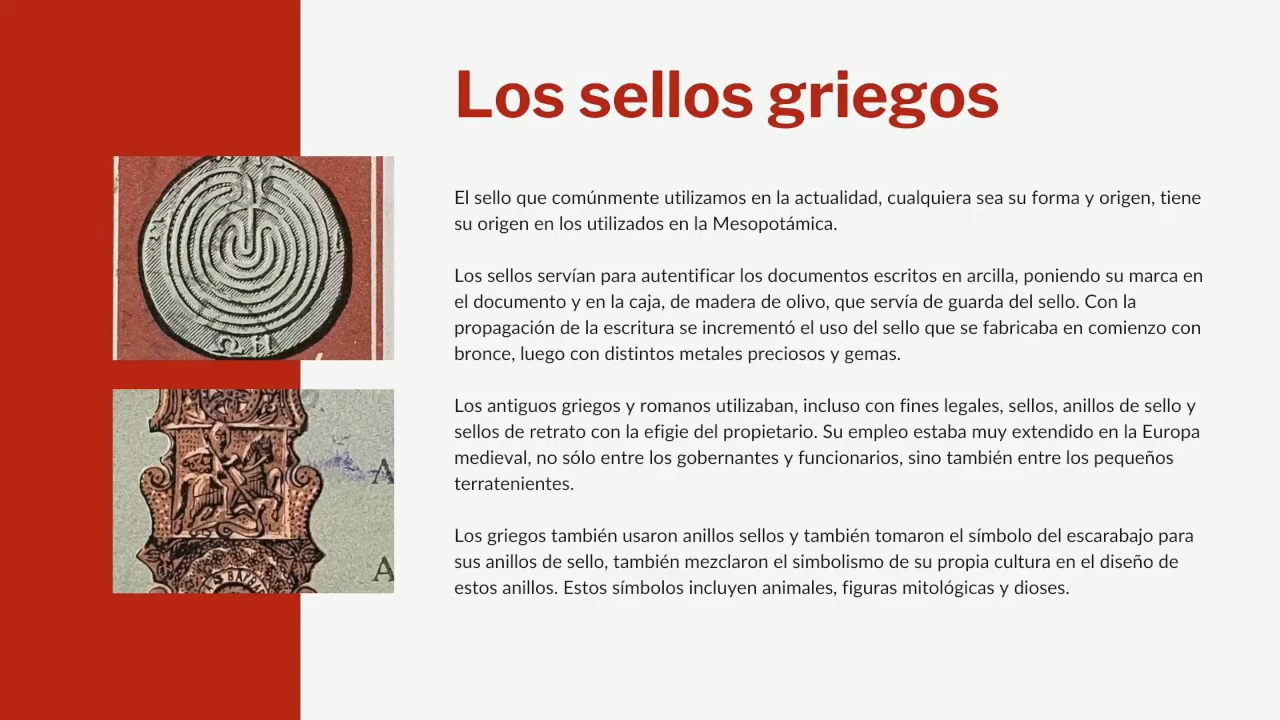 Los sellos griegos
El sello que comúnmente utilizamos en la actualidad, cualquiera sea su forma y origen, tiene
su origen en los utilizados en la Mesopotámica.
Los sellos servían para autentificar los documentos escritos en arcilla, poniendo su marca en
el documento y en la caja, de madera de olivo, que servía de guarda del sello. Con la
propagación de la escritura se incrementó el uso del sello que se fabricaba en comienzo con
bronce, luego con distintos metales preciosos y gemas.
Los antiguos griegos y romanos utilizaban, incluso con fines legales, sellos, anillos de sello y
sellos de retrato con la efigie del propietario. Su empleo estaba muy extendido en la Europa
medieval, no sólo entre los gobernantes y funcionarios, sino también entre los pequeños
terratenientes.
Los griegos también usaron anillos sellos y también tomaron el símbolo del escarabajo para
sus anillos de sello, también mezclaron el simbolismo de su propia cultura en el diseño de
estos anillos. Estos símbolos incluyen animales, figuras mitológicas y dioses.
A
A